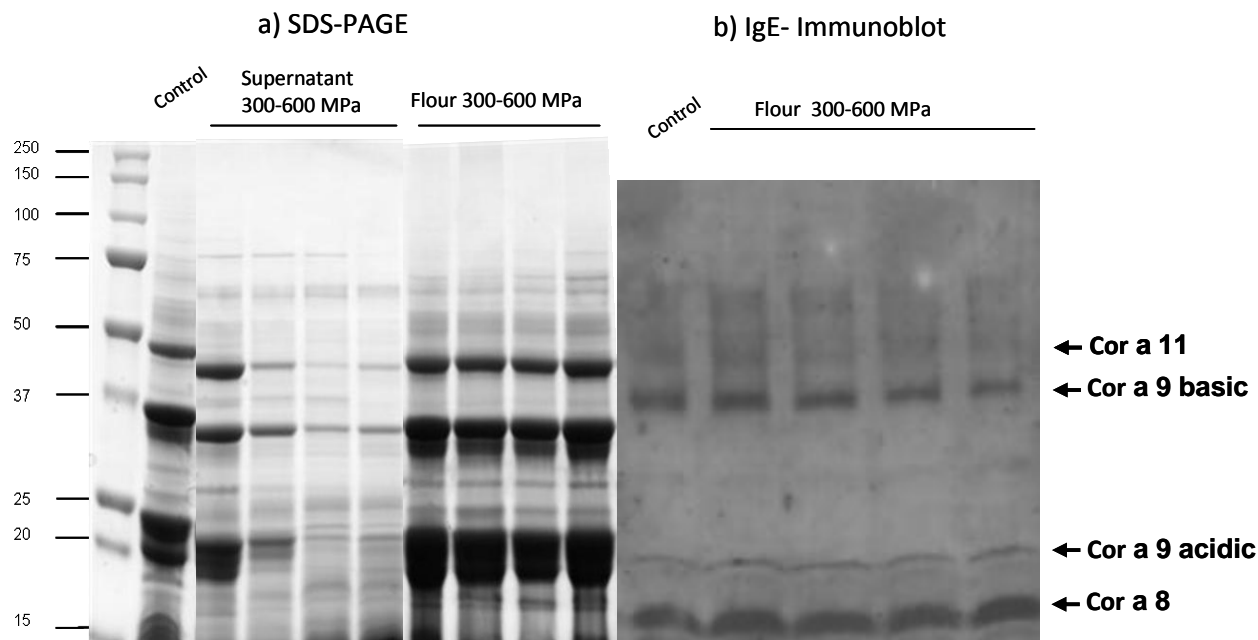 a) SDS-PAGE
b) IgE- Immunoblot
Control
Supernatant
300-600 MPa
Flour 300-600 MPa
Control
Flour 300-600 MPa
250
150
100
75
50
37
25
20
15
Cor a 11
Cor a 9 basic
Cor a 9 acidic
Cor a 8